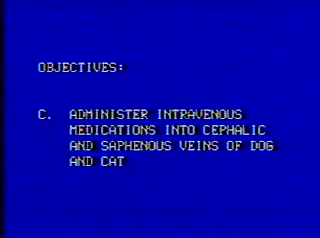 OBJECTIVES:
C. ADMINISTER INTRAVENOUS
MEDICATIONS INTO CEPHALIC
AND SAPHENOUS VEINS OF DOG
AND CAT